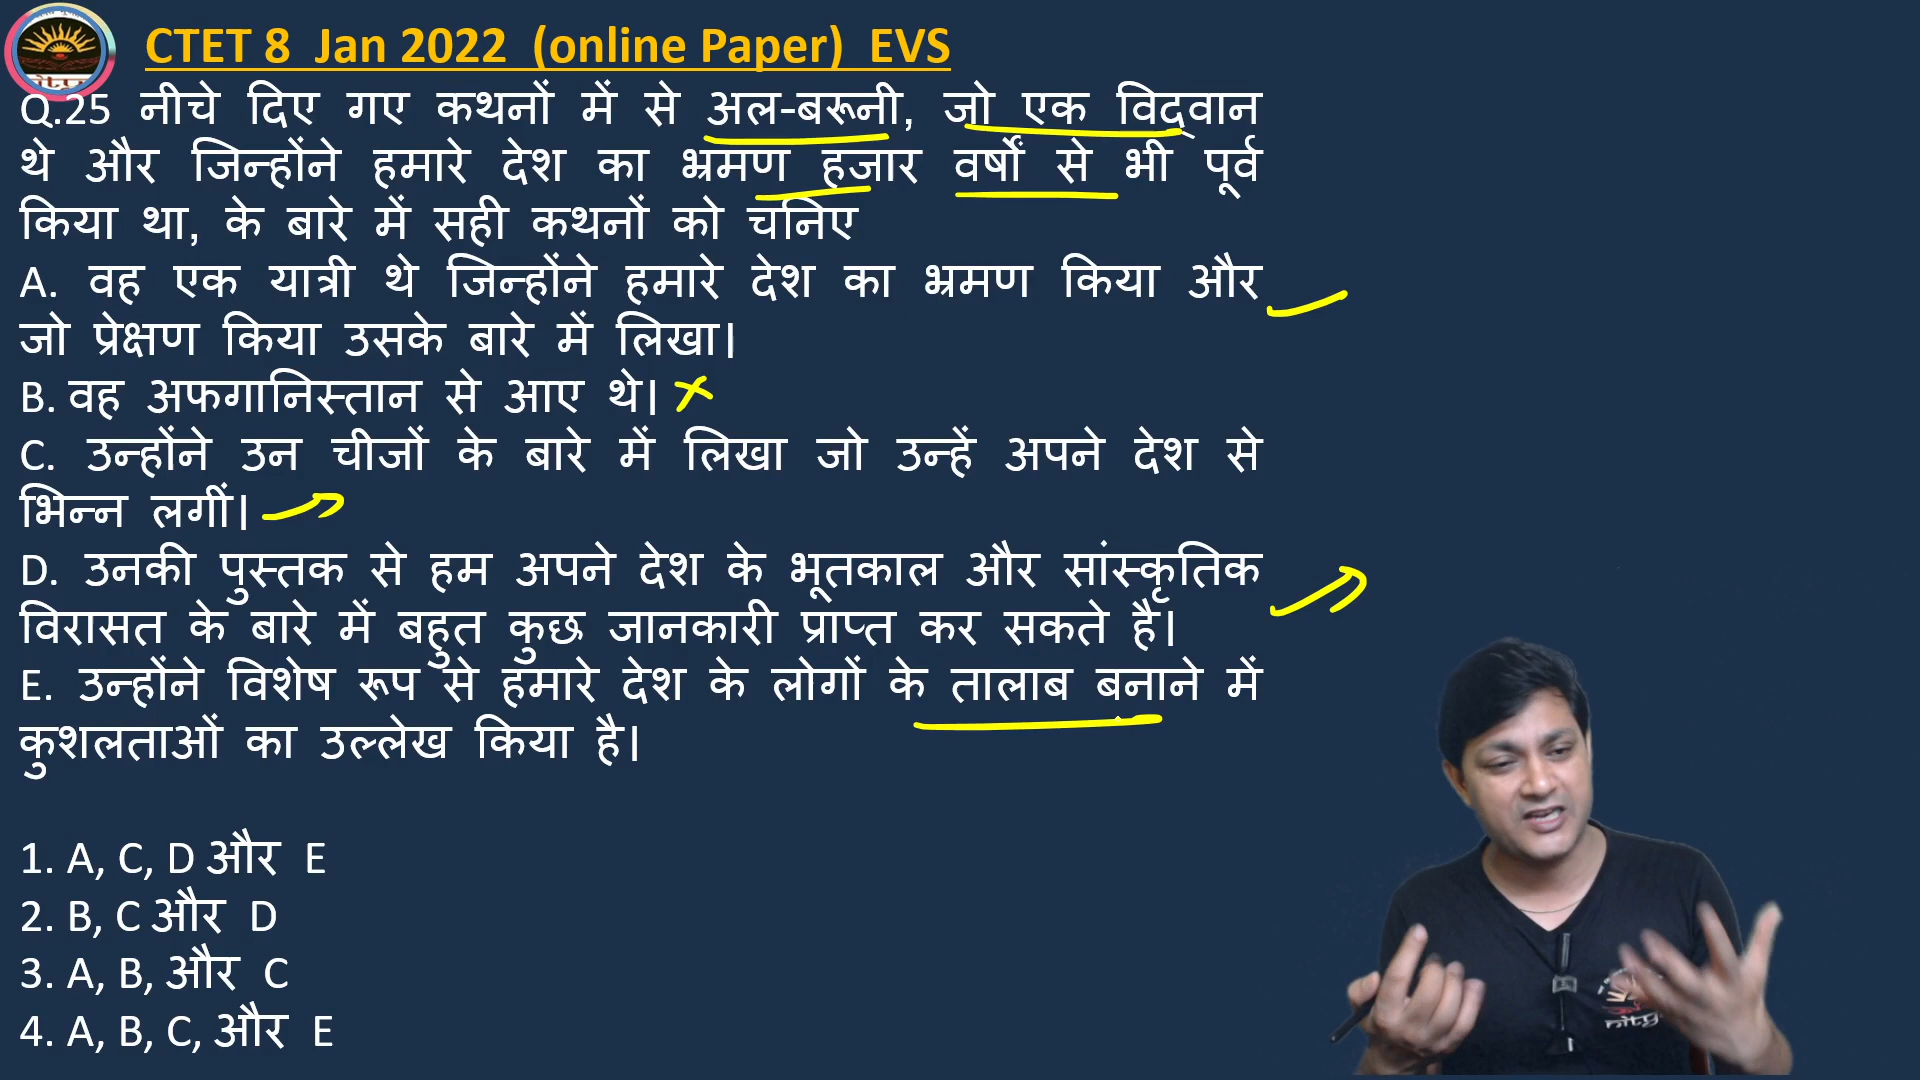 CTET 8 Jan 2022 (online Paper) EVS
Q.25 नीचे दिए गए कथनों में से अल-बरूनी, जो एक विद्वान
थे और जिन्होंने हमारे देश का भ्रमण हजार वर्षों से भी पूर्व
किया था, के बारे में सही कथनों को चनिए
A. वह एक यात्री थे जिन्होंने हमारे देश का भ्रमण किया और
जो प्रेक्षण किया उसके बारे में लिखा।
B. वह अफगानिस्तान से आए थे।
C. उन्होंने उन चीजों के बारे में लिखा जो उन्हें अपने देश से
भिन्न लगीं।
D. उनकी पुस्तक से हम अपने देश के भूतकाल और सांस्कृतिक
विरासत के बारे में बहुत कुछ जानकारी प्राप्त कर सकते है।
E. उन्होंने विशेष रूप से हमारे देश के लोगों के तालाब बनाने में
कुशलताओं का उल्लेख किया है।
1. A, C, D और E
2. B, C और D
3. A, B, और C
4. A, B, C, और E